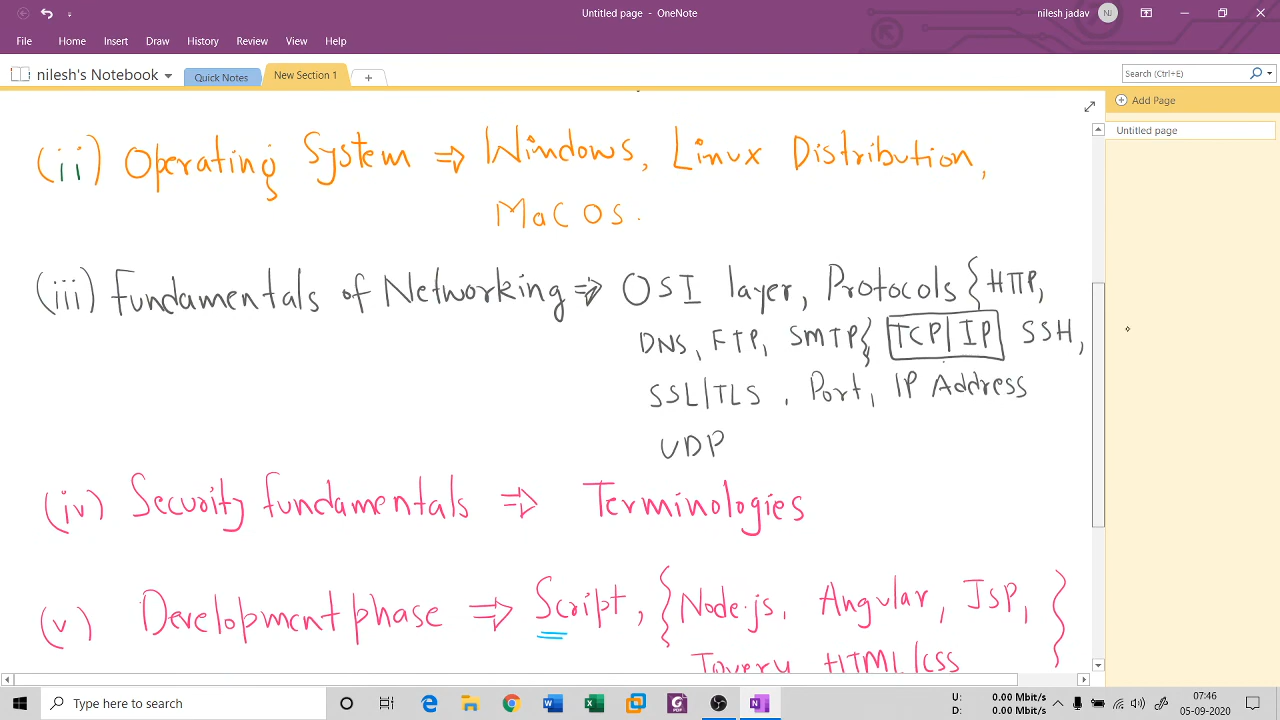 Untitled page - OneNote
nilesh jadav NJ
File Home Insert Draw History Review View Help
nilesh's Notebook Quick Notes New Section 1 +
Search (Ctrl+E)
Add Page
Untitled page
(ii) Operating System ⇒ Windows, Linux Distribution,
MaC OS.
(iii) Fundamentals of Networking ⇒ OSI layer, Protocols {HTTP,
DNS, FTP, SMTP} TCP|IP SSH,
SSL|TLS , Port, IP Address
UDP
(iv) Security fundamentals ⇒ Terminologies
(v) Development phase ⇒ Script, {Node.js, Angular, JSP, }
HTML/CSS
Type here to search
U: 0.00 Mbit/s
D: 0.00 Mbit/s
07:46
05-09-2020